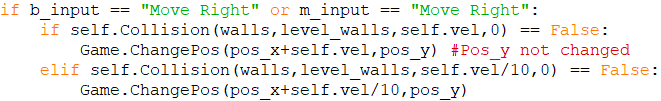 if b_input == "Move Right" or m_input == "Move Right":
    if self.Collision(walls,level_walls,self.vel,0) == False:
        Game.ChangePos(pos_x+self.vel,pos_y) #Pos_y not changed
    elif self.Collision(walls,level_walls,self.vel/10,0) == False:
        Game.ChangePos(pos_x+self.vel/10,pos_y)